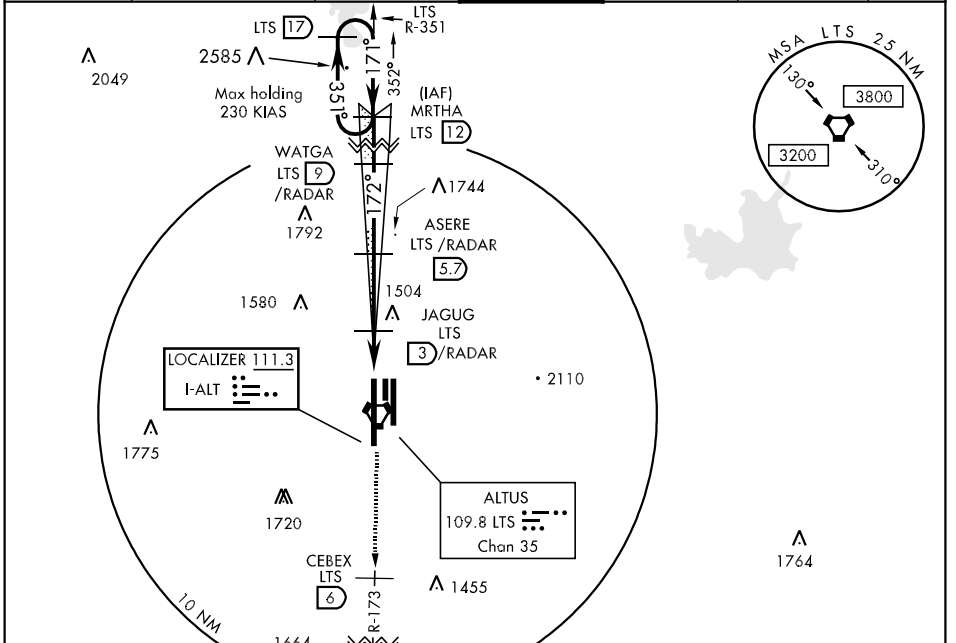 LTS 17
LTS
R-351
2585
2049
171°
352°
351°
Max holding
230 KIAS
(IAF)
MRTHA
LTS 12
MSA LTS 25 NM
130°
3800
3200
310°
WATGA
LTS 9
/RADAR
172°
1744
1792
ASERE
LTS /RADAR
5.7
1504
1580
JAGUG
LTS
3 /RADAR
LOCALIZER 111.3
I-ALT
2110
1775
ALTUS
109.8 LTS
Chan 35
1720
1764
CEBEX
LTS
6
1455
R-173
10 NM
1664